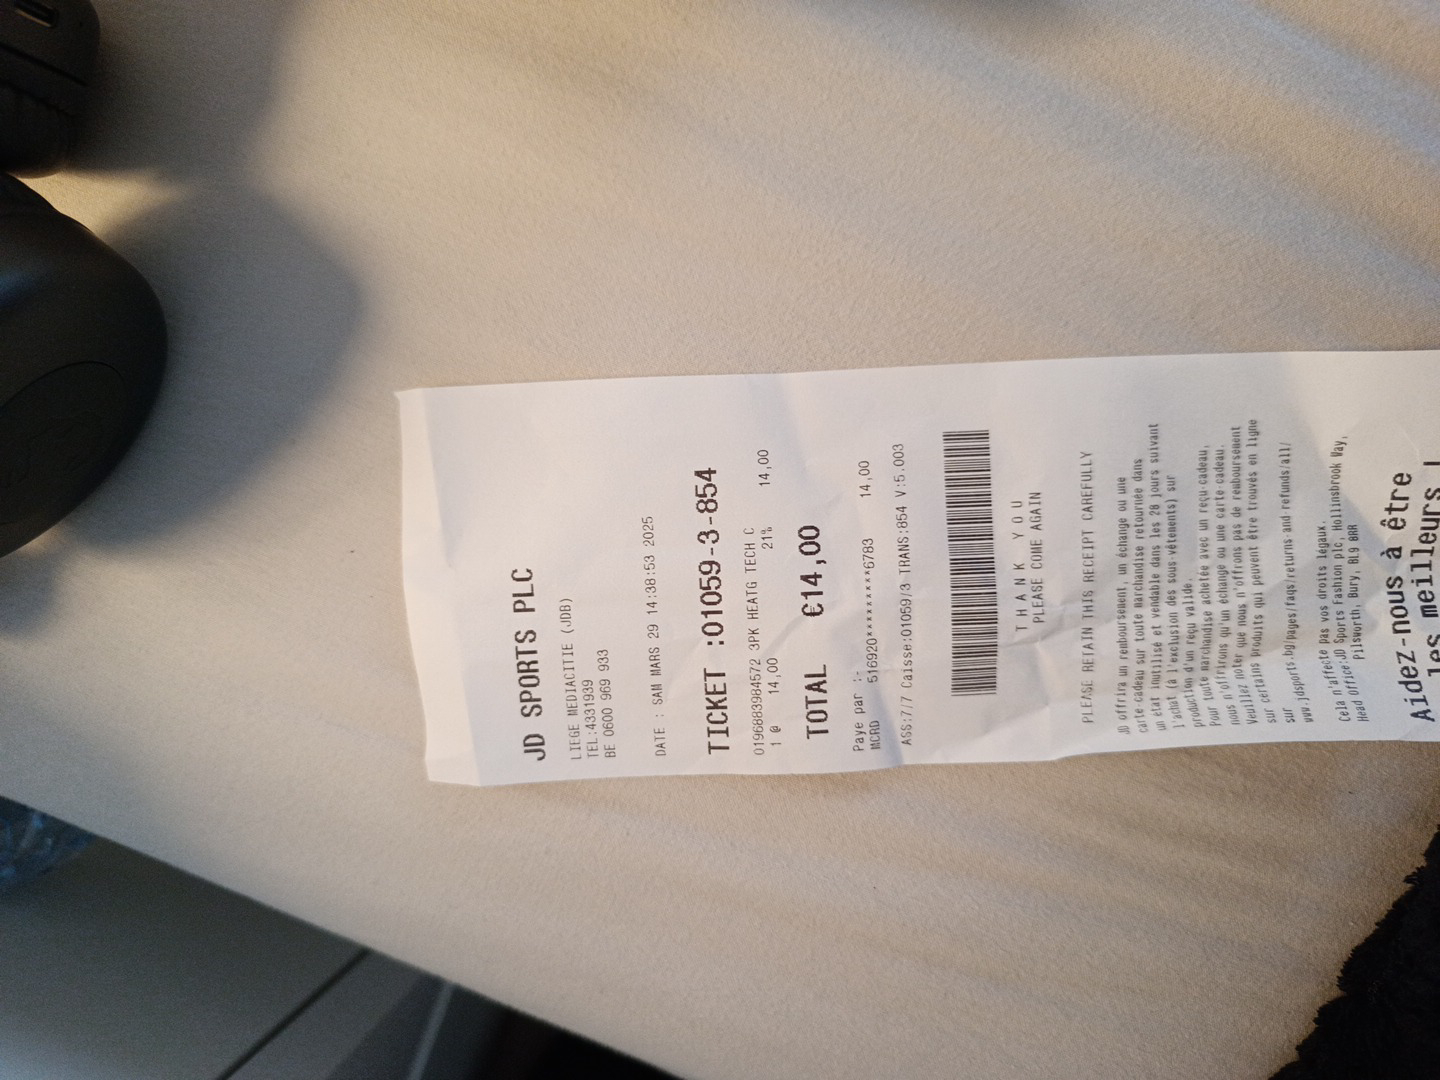 JD SPORTS PLC
LIEGE MEDIACITIE (JDB)
TEL:4331939
BE 0600 969 933
DATE : SAM MARS 29 14:38:53 2025
TICKET :01059-3-854
0196883984572 3PK HEATG TECH C
1 @ 14,00 21% 14,00
TOTAL €14,00
Paye par :-
MCRD 516920*********6783 14,00
ASS:7/7 Caisse:01059/3 TRANS:854 V:5.003
T H A N K Y O U
PLEASE COME AGAIN
PLEASE RETAIN THIS RECEIPT CAREFULLY
JD offrira un remboursement, un échange ou une
carte-cadeau sur toute marchandise retournée dans
un état inutilisé et vendable dans les 28 jours suivant
l'achat (à l'exclusion des sous-vêtements) sur
production d'un reçu valide.
Pour toute marchandise achetée avec un reçu-cadeau,
nous n'offrirons qu'un échange ou une carte-cadeau.
Veuillez noter que nous n'offrons pas de remboursement
sur certains produits qui peuvent être trouvés en ligne
sur
www.jdsports.bg/pages/faqs/returns-and-refunds/all/
Cela n'affecte pas vos droits légaux.
Head Office:JD Sports Fashion plc, Hollinsbrook Way,
Pilsworth, Bury, BL9 8RR
Aidez-nous à être
les meilleurs !